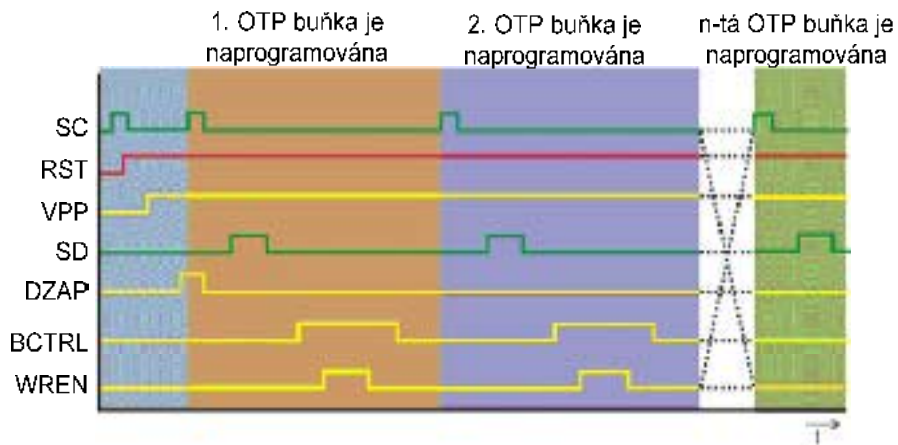 1. OTP buňka je
naprogramována
2. OTP buňka je
naprogramována
n-tá OTP buňka je
naprogramována
SC
RST
VPP
SD
DZAP
BCTRL
WREN
t